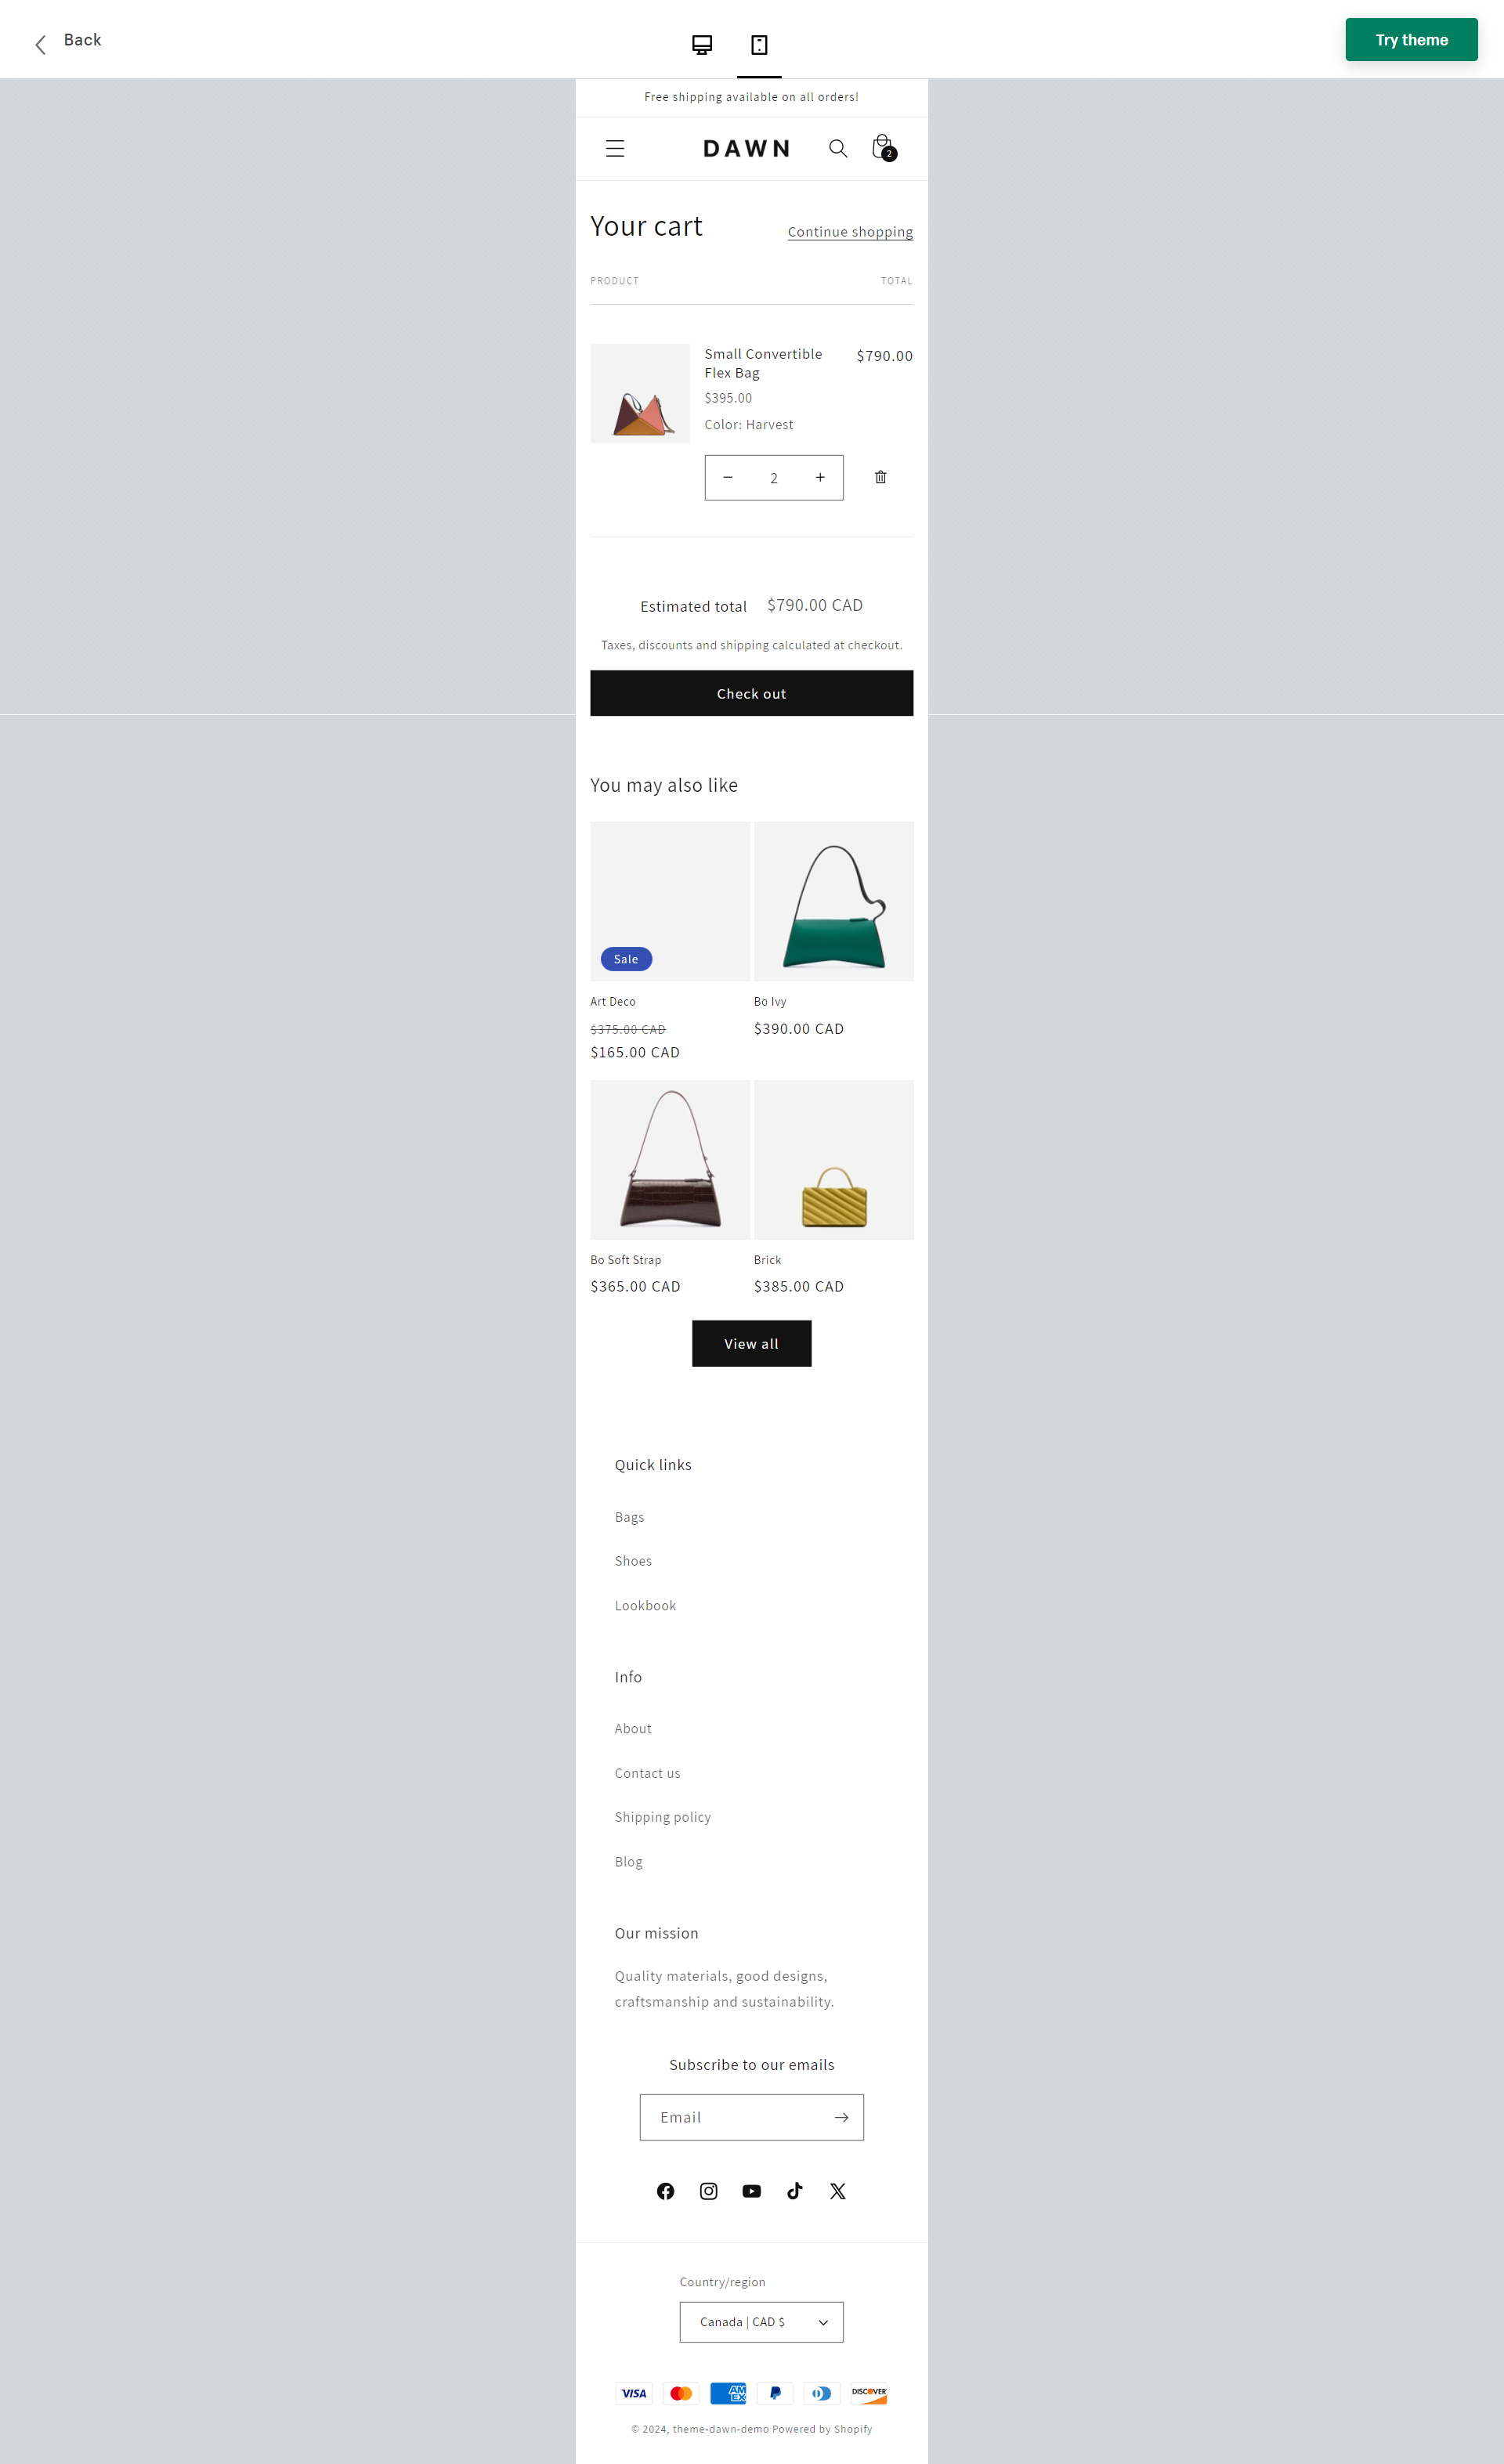 Back
Try theme
Free shipping available on all orders!
DAWN
2
Your cart
Continue shopping
PRODUCT
TOTAL
Small Convertible
Flex Bag
$790.00
$395.00
Color: Harvest
2
Estimated total
$790.00 CAD
Taxes, discounts and shipping calculated at checkout.
Check out
You may also like
Sale
Art Deco
$375.00 CAD
$165.00 CAD
Bo Ivy
$390.00 CAD
Bo Soft Strap
$365.00 CAD
Brick
$385.00 CAD
View all
Quick links
Bags
Shoes
Lookbook
Info
About
Contact us
Shipping policy
Blog
Our mission
Quality materials, good designs,
craftsmanship and sustainability.
Subscribe to our emails
Email
Country/region
Canada | CAD $
VISA
AMEX
DISCOVER
© 2024, theme-dawn-demo Powered by Shopify